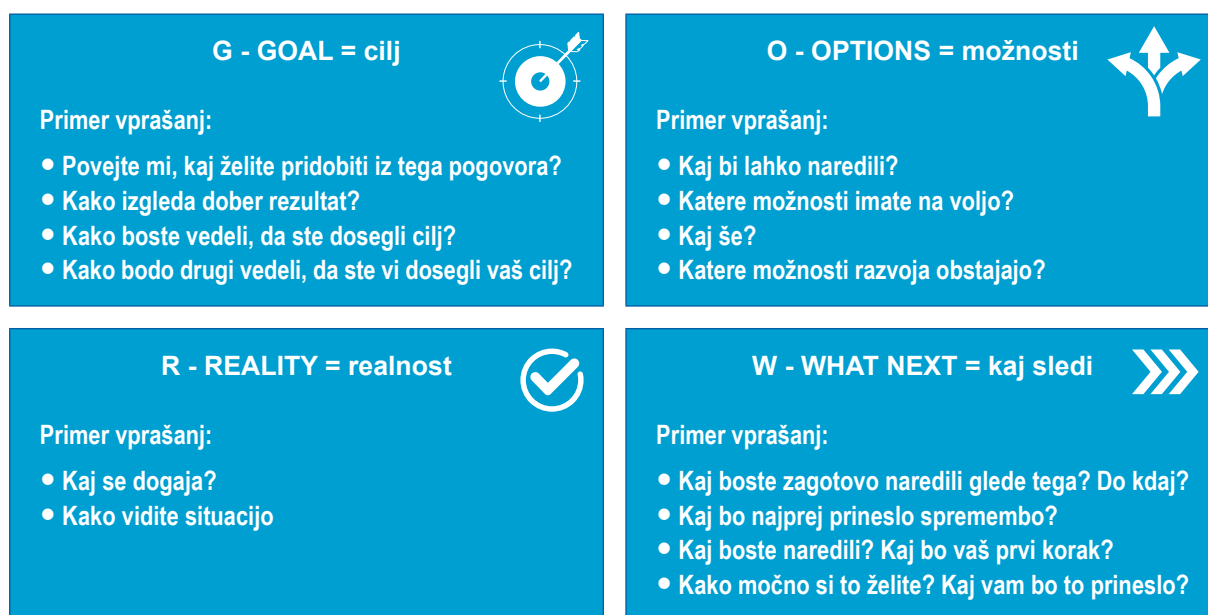 G - GOAL = cilj
Primer vprašanj:
• Povejte mi, kaj želite pridobiti iz tega pogovora?
• Kako izgleda dober rezultat?
• Kako boste vedeli, da ste dosegli cilj?
• Kako bodo drugi vedeli, da ste vi dosegli vaš cilj?
O - OPTIONS = možnosti
Primer vprašanj:
• Kaj bi lahko naredili?
• Katere možnosti imate na voljo?
• Kaj še?
• Katere možnosti razvoja obstajajo?
R - REALITY = realnost
Primer vprašanj:
• Kaj se dogaja?
• Kako vidite situacijo
W - WHAT NEXT = kaj sledi
Primer vprašanj:
• Kaj boste zagotovo naredili glede tega? Do kdaj?
• Kaj bo najprej prineslo spremembo?
• Kaj boste naredili? Kaj bo vaš prvi korak?
• Kako močno si to želite? Kaj vam bo to prineslo?